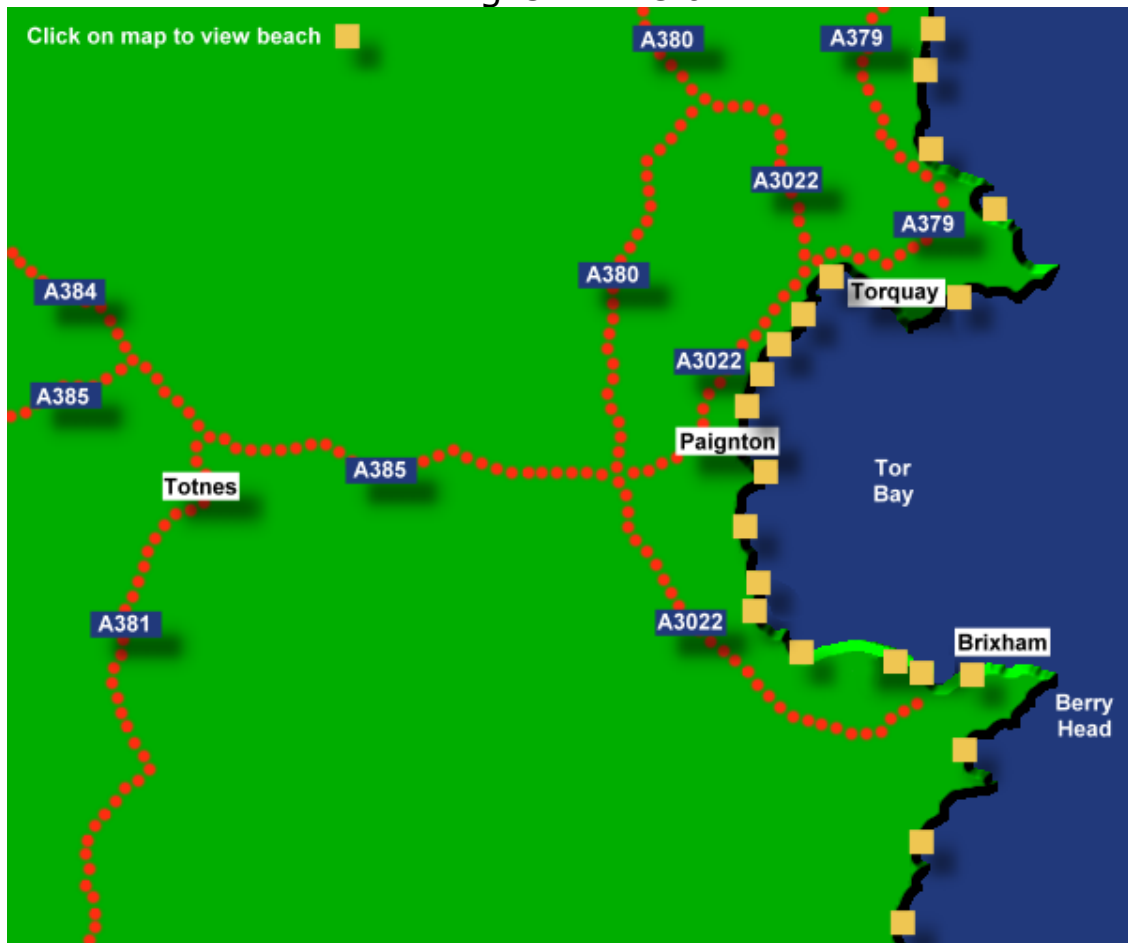 Click on map to view beach
A380
A379
A3022
A379
A380
A384
Torquay
A3022
A385
Paignton
A385
Tor
Bay
Totnes
A3022
A381
Brixham
Berry
Head